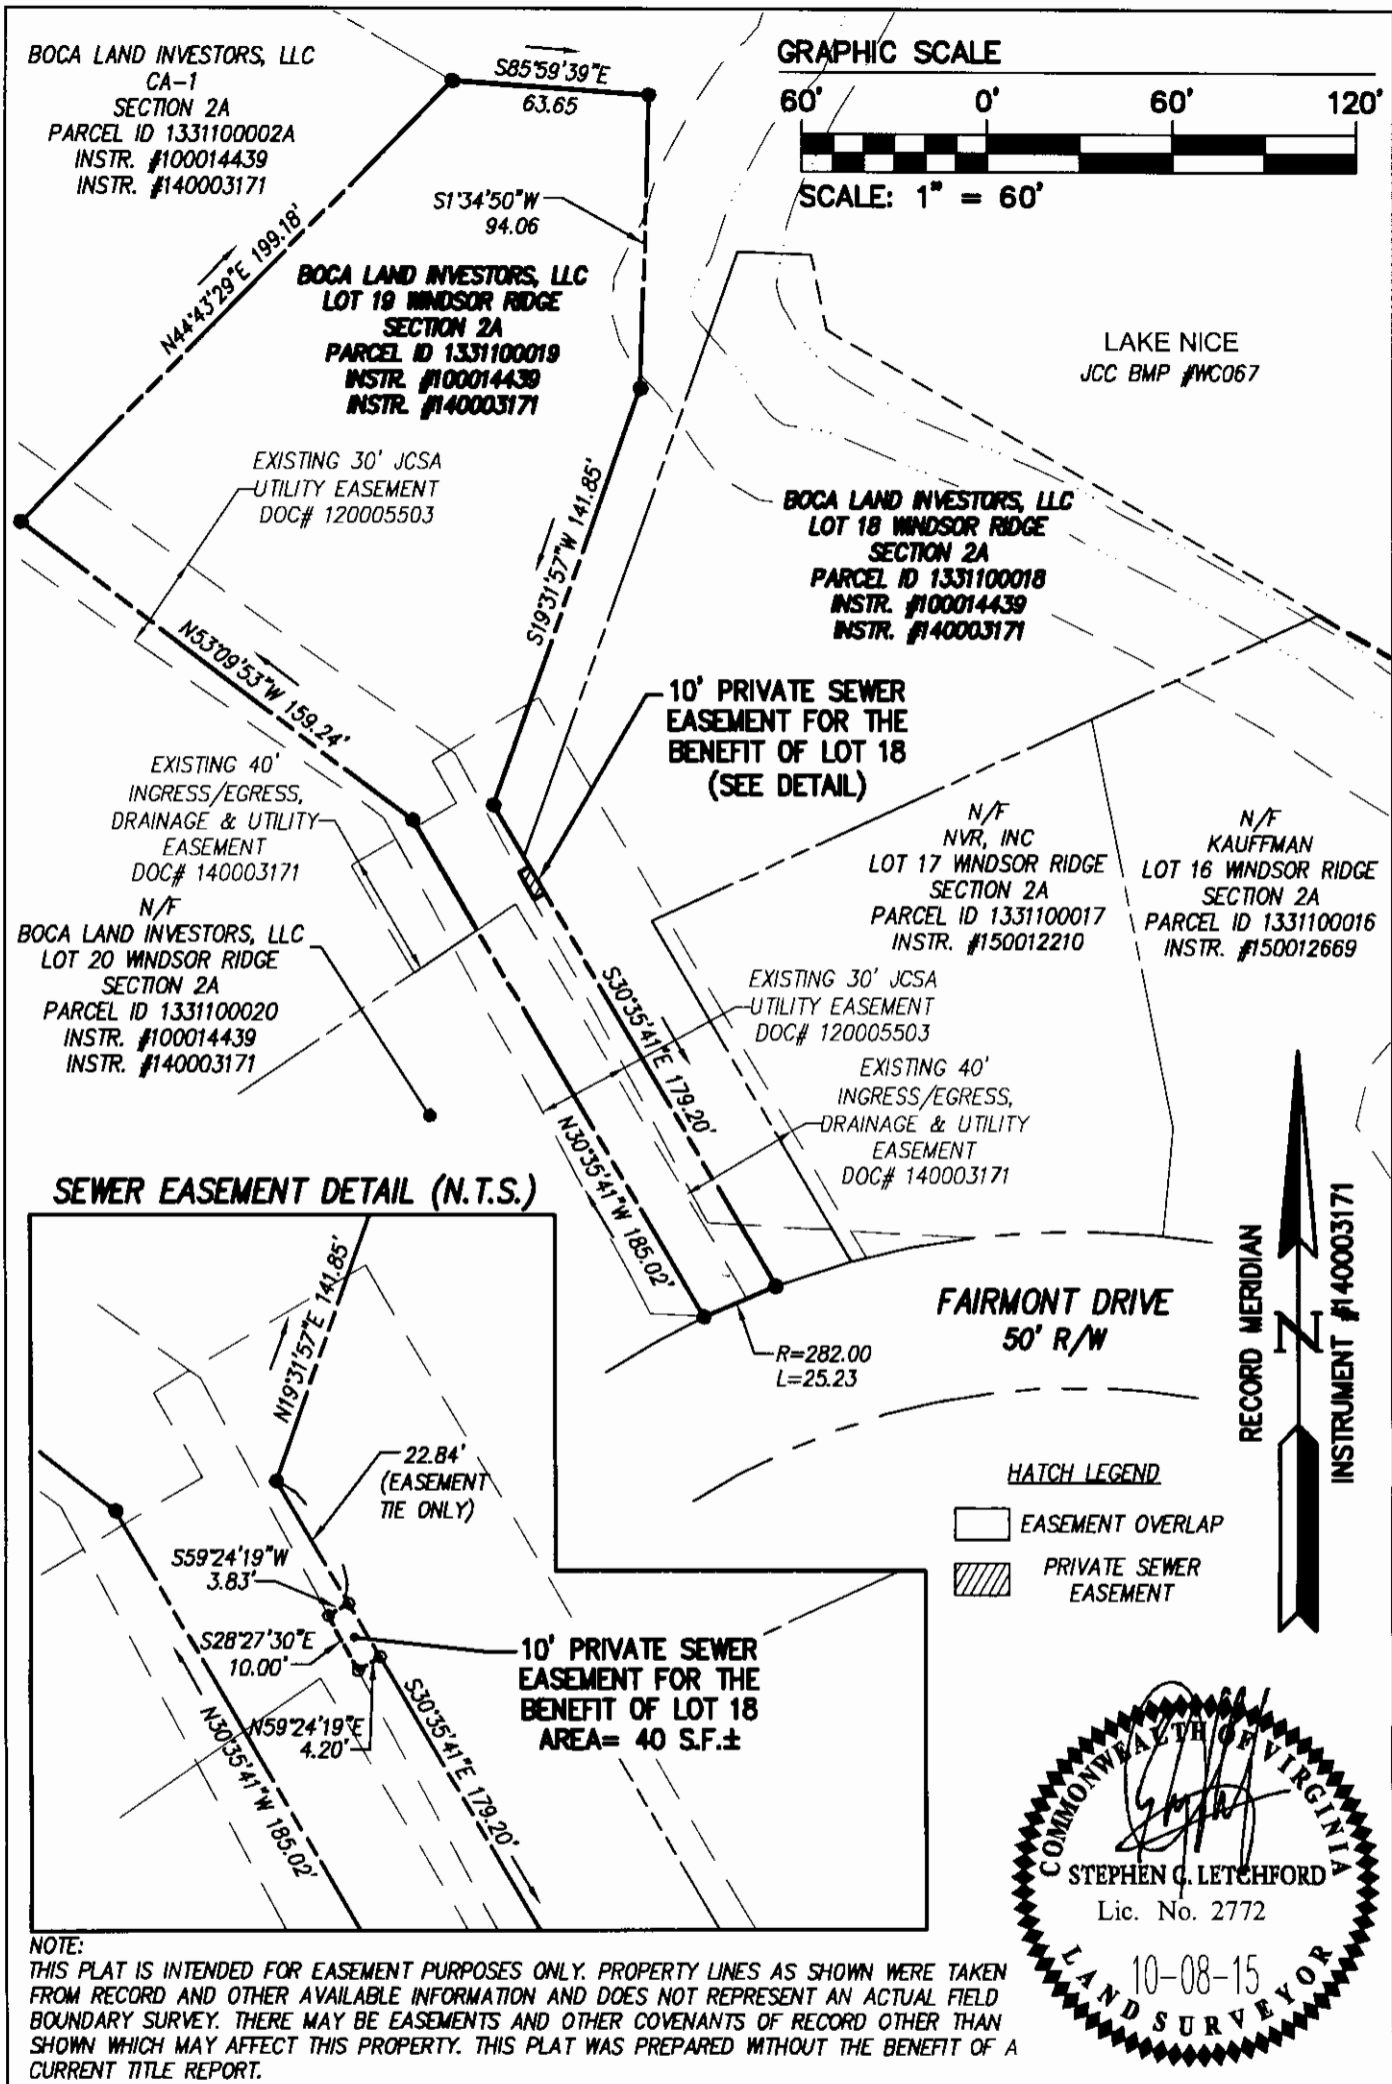 BOCA LAND INVESTORS, LLC
CA-1
SECTION 2A
PARCEL ID 1331100002A
INSTR. #100014439
INSTR. #140003171
S85°59'39"E
63.65
GRAPHIC SCALE
60' 0' 60' 120'
SCALE: 1" = 60'
S1°34'50"W
94.06
N44°43'29"E 199.18'
BOCA LAND INVESTORS, LLC
LOT 19 WINDSOR RIDGE
SECTION 2A
PARCEL ID 1331100019
INSTR. #100014439
INSTR. #140003171
LAKE NICE
JCC BMP #WC067
EXISTING 30' JCSA
UTILITY EASEMENT
DOC# 120005503
S19°31'57"W 141.85'
BOCA LAND INVESTORS, LLC
LOT 18 WINDSOR RIDGE
SECTION 2A
PARCEL ID 1331100018
INSTR. #100014439
INSTR. #140003171
N53°09'53"W 159.24'
10' PRIVATE SEWER
EASEMENT FOR THE
BENEFIT OF LOT 18
(SEE DETAIL)
EXISTING 40'
INGRESS/EGRESS,
DRAINAGE & UTILITY
EASEMENT
DOC# 140003171
N/F
BOCA LAND INVESTORS, LLC
LOT 20 WINDSOR RIDGE
SECTION 2A
PARCEL ID 1331100020
INSTR. #100014439
INSTR. #140003171
N/F
NVR, INC
LOT 17 WINDSOR RIDGE
SECTION 2A
PARCEL ID 1331100017
INSTR. #150012210
N/F
KAUFFMAN
LOT 16 WINDSOR RIDGE
SECTION 2A
PARCEL ID 1331100016
INSTR. #150012669
S30°35'41"E 179.20'
EXISTING 30' JCSA
UTILITY EASEMENT
DOC# 120005503
EXISTING 40'
INGRESS/EGRESS,
DRAINAGE & UTILITY
EASEMENT
DOC# 140003171
N30°35'41"W 185.02'
FAIRMONT DRIVE
50' R/W
R=282.00
L=25.23
RECORD MERIDIAN
N
INSTRUMENT #140003171
SEWER EASEMENT DETAIL (N.T.S.)
N19°31'57"E 141.85'
22.84'
(EASEMENT
TIE ONLY)
S59°24'19"W
3.83'
S28°27'30"E
10.00'
N59°24'19"E
4.20'
10' PRIVATE SEWER
EASEMENT FOR THE
BENEFIT OF LOT 18
AREA= 40 S.F.±
N30°35'41"W 185.02'
S30°35'41"E 179.20'
HATCH LEGEND
EASEMENT OVERLAP
PRIVATE SEWER
EASEMENT
COMMONWEALTH OF VIRGINIA
STEPHEN C. LETCHFORD
Lic. No. 2772
10-08-15
LAND SURVEYOR
NOTE:
THIS PLAT IS INTENDED FOR EASEMENT PURPOSES ONLY. PROPERTY LINES AS SHOWN WERE TAKEN
FROM RECORD AND OTHER AVAILABLE INFORMATION AND DOES NOT REPRESENT AN ACTUAL FIELD
BOUNDARY SURVEY. THERE MAY BE EASEMENTS AND OTHER COVENANTS OF RECORD OTHER THAN
SHOWN WHICH MAY AFFECT THIS PROPERTY. THIS PLAT WAS PREPARED WITHOUT THE BENEFIT OF A
CURRENT TITLE REPORT.